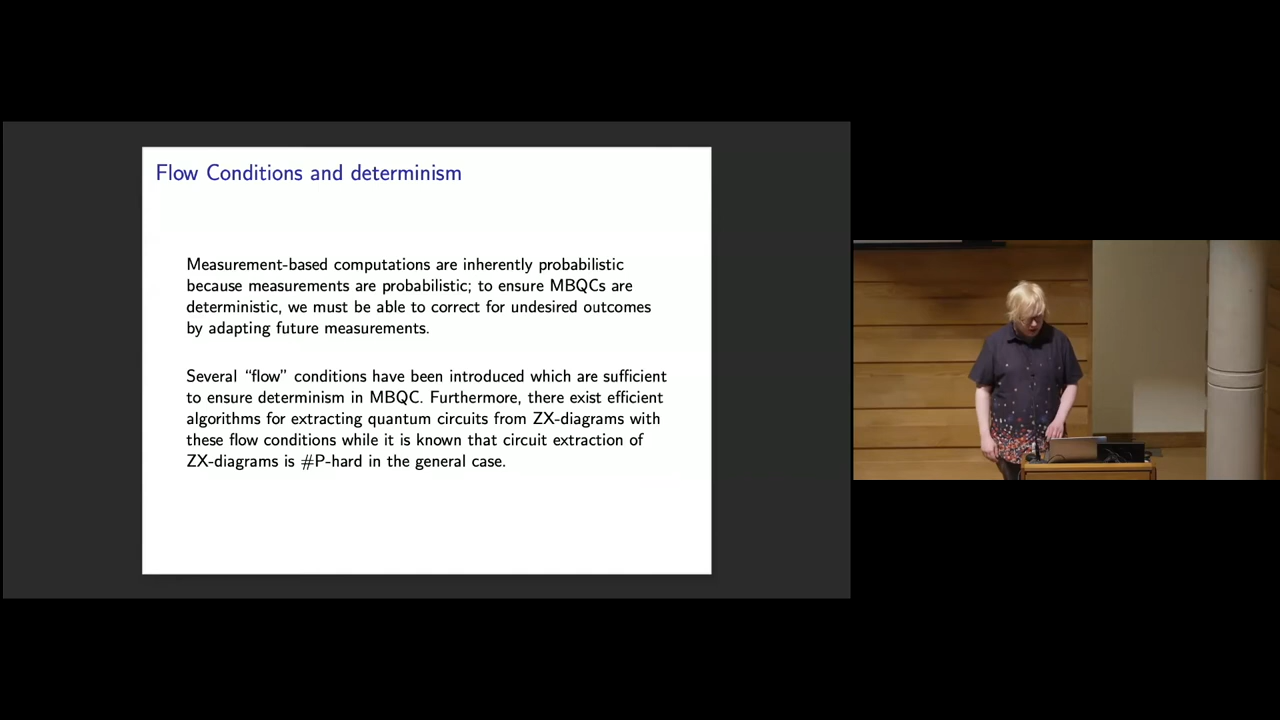 Flow Conditions and determinism
Measurement-based computations are inherently probabilistic
because measurements are probabilistic; to ensure MBQCs are
deterministic, we must be able to correct for undesired outcomes
by adapting future measurements.
Several “flow” conditions have been introduced which are sufficient
to ensure determinism in MBQC. Furthermore, there exist efficient
algorithms for extracting quantum circuits from ZX-diagrams with
these flow conditions while it is known that circuit extraction of
ZX-diagrams is #P-hard in the general case.